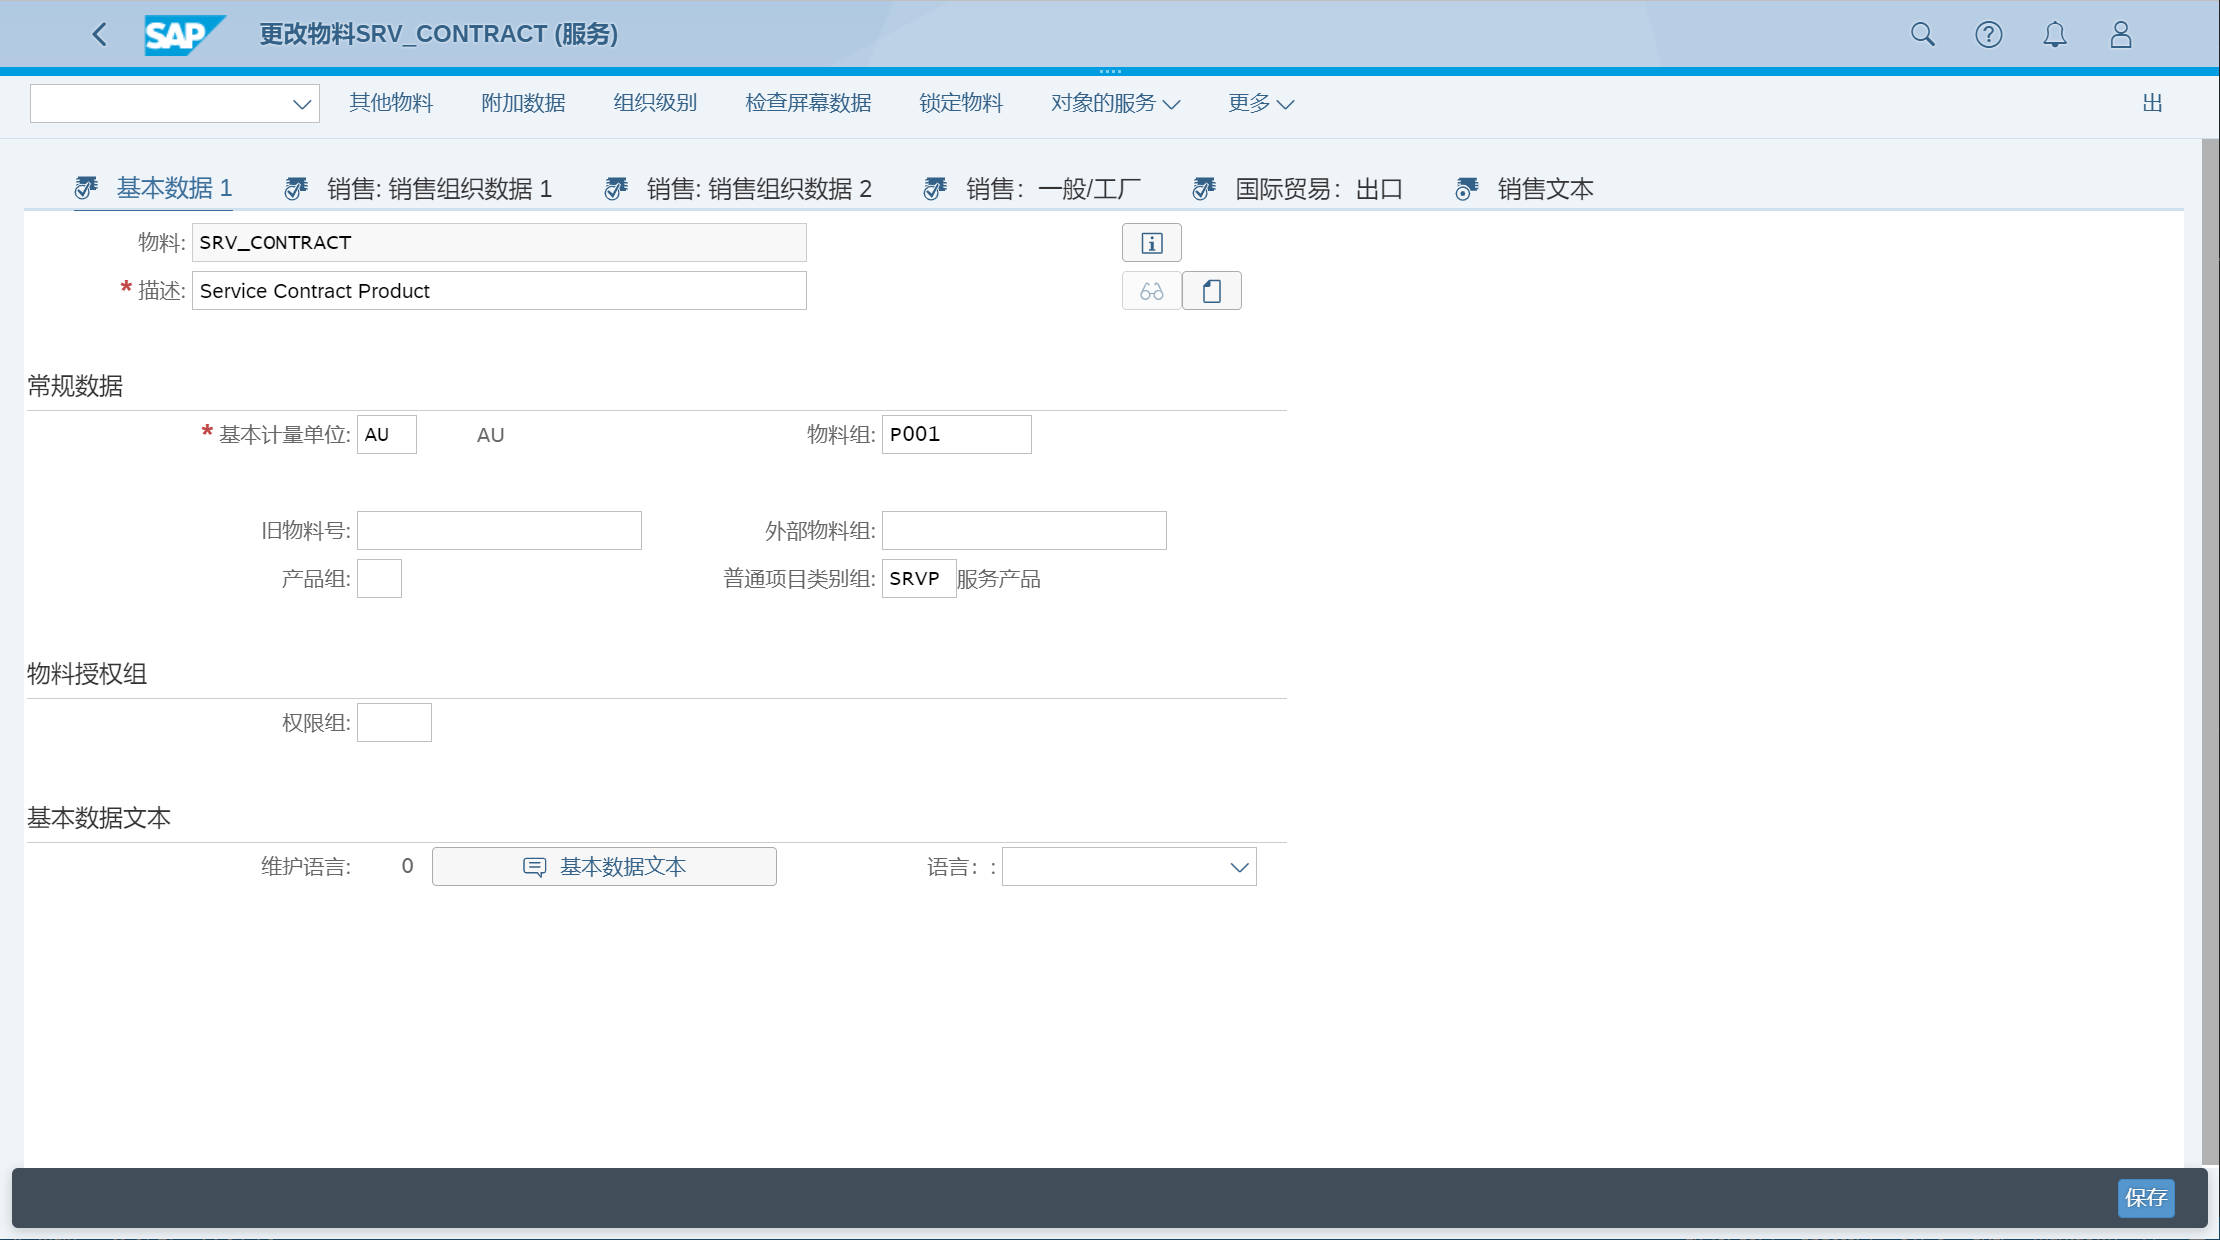 SAP 更改物料SRV_CONTRACT (服务)
其他物料 附加数据 组织级别 检查屏幕数据 锁定物料 对象的服务 更多 出
基本数据 1 销售: 销售组织数据 1 销售: 销售组织数据 2 销售：一般/工厂 国际贸易：出口 销售文本
物料: SRV_CONTRACT
* 描述: Service Contract Product
常规数据
* 基本计量单位: AU AU 物料组: P001
旧物料号: 外部物料组:
产品组: 普通项目类别组: SRVP 服务产品
物料授权组
权限组:
基本数据文本
维护语言: 0 基本数据文本 语言：:
保存